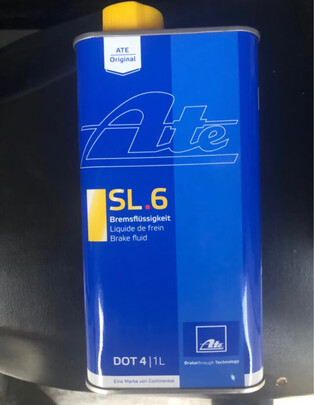 ATE
Original
Ate
SL.6
Bremsflüssigkeit
Liquide de frein
Brake fluid
Ate
Brakethrough Technology
DOT 4 | 1L
Eine Marke von Continental